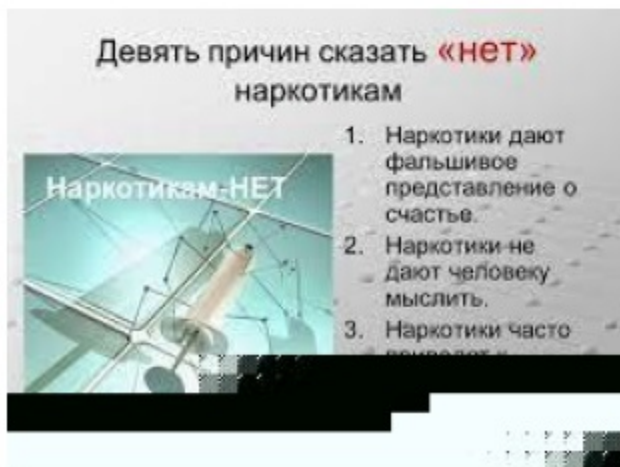 Девять причин сказать «нет»
наркотикам
Наркотикам-НЕТ
1. Наркотики дают
фальшивое
представление о
счастье.
2. Наркотики не
дают человеку
мыслить.
3. Наркотики часто